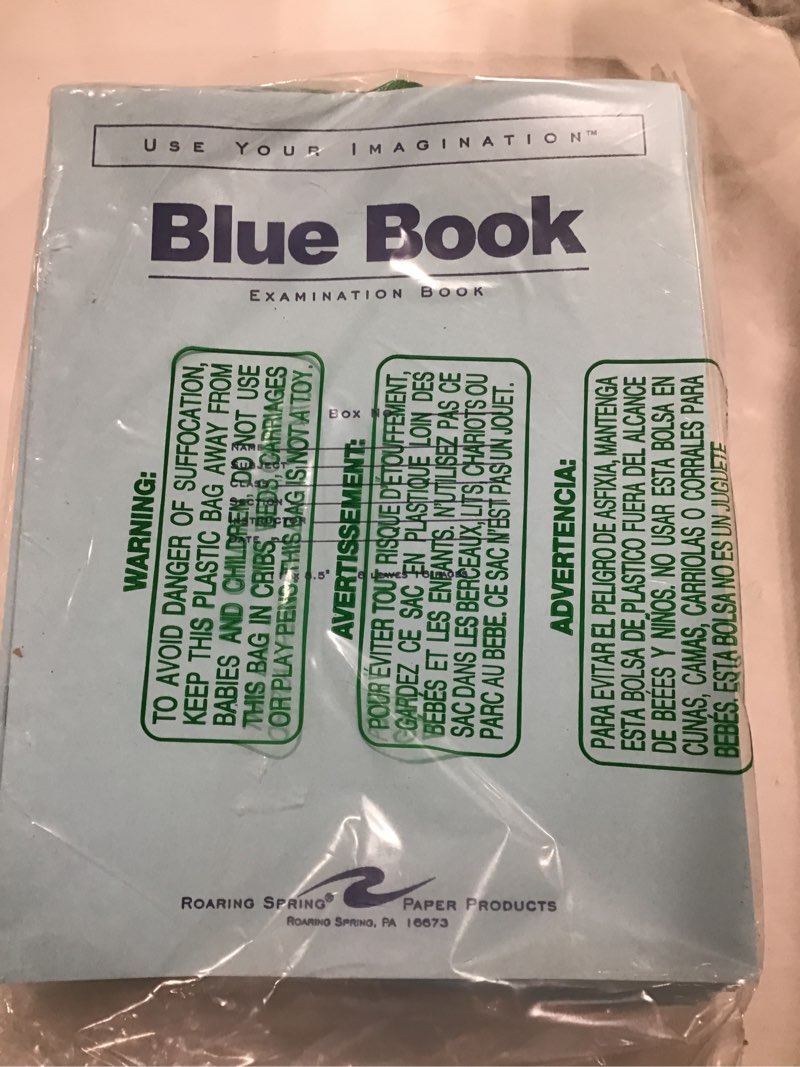 USE YOUR IMAGINATION™
Blue Book
EXAMINATION BOOK
BOX NO
NAME
SUBJECT
WARNING:
TO AVOID DANGER OF SUFFOCATION,
KEEP THIS PLASTIC BAG AWAY FROM
BABIES AND CHILDREN. DO NOT USE
THIS BAG IN CRIBS, BEDS, CARRIAGES
OR PLAY PENS. THIS BAG IS NOT A TOY.
AVERTISSEMENT:
POUR ÉVITER TOUT RISQUE D'ÉTOUFFEMENT,
GARDEZ CE SAC EN PLASTIQUE LOIN DES
BÉBÉS ET LES ENFANTS. N'UTILISEZ PAS CE
SAC DANS LES BERCEAUX, LITS, CHARIOTS OU
PARC AU BEBE. CE SAC N'EST PAS UN JOUET.
ADVERTENCIA:
PARA EVITAR EL PELIGRO DE ASFIXIA, MANTENGA
ESTA BOLSA DE PLASTICO FUERA DEL ALCANCE
DE BEÉES Y NIÑOS. NO USAR ESTA BOLSA EN
CUNAS, CAMAS, CARRIOLAS O CORRALES PARA
BEBÉS. ESTA BOLSA NO ES UN JUGUETE
ROARING SPRING® PAPER PRODUCTS
ROARING SPRING, PA 16673